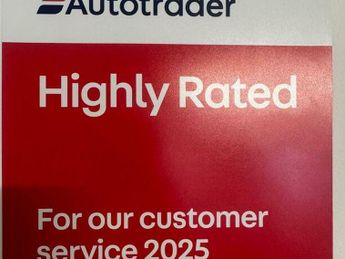 Autotrader
Highly Rated
For our customer
service 2025